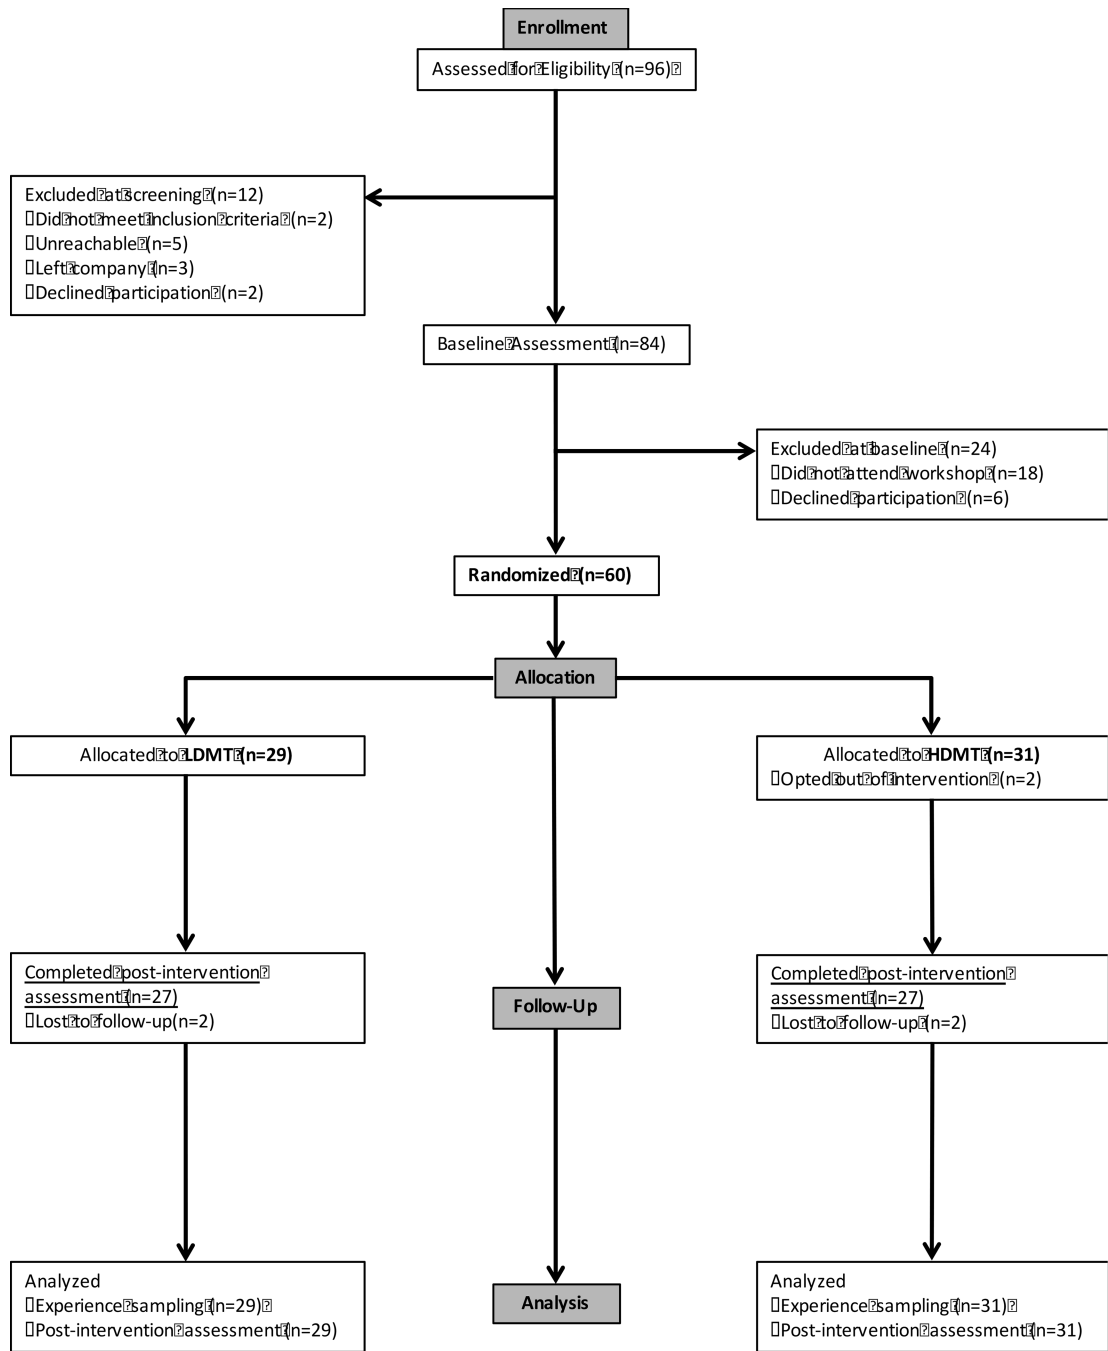 Enrollment
Assessed for Eligibility (n=96)
Excluded at screening (n=12)
Did not meet inclusion criteria (n=2)
Unreachable (n=5)
Left company (n=3)
Declined participation (n=2)
Baseline Assessment (n=84)
Excluded at baseline (n=24)
Did not attend workshop (n=18)
Declined participation (n=6)
Randomized (n=60)
Allocation
Allocated to LDMT (n=29)
Allocated to HDMT (n=31)
Opted out of intervention (n=2)
Completed post-intervention
assessment (n=27)
Lost to follow-up(n=2)
Follow-Up
Completed post-intervention
assessment (n=27)
Lost to follow-up (n=2)
Analyzed
Experience sampling (n=29)
Post-intervention assessment (n=29)
Analysis
Analyzed
Experience sampling (n=31)
Post-intervention assessment (n=31)